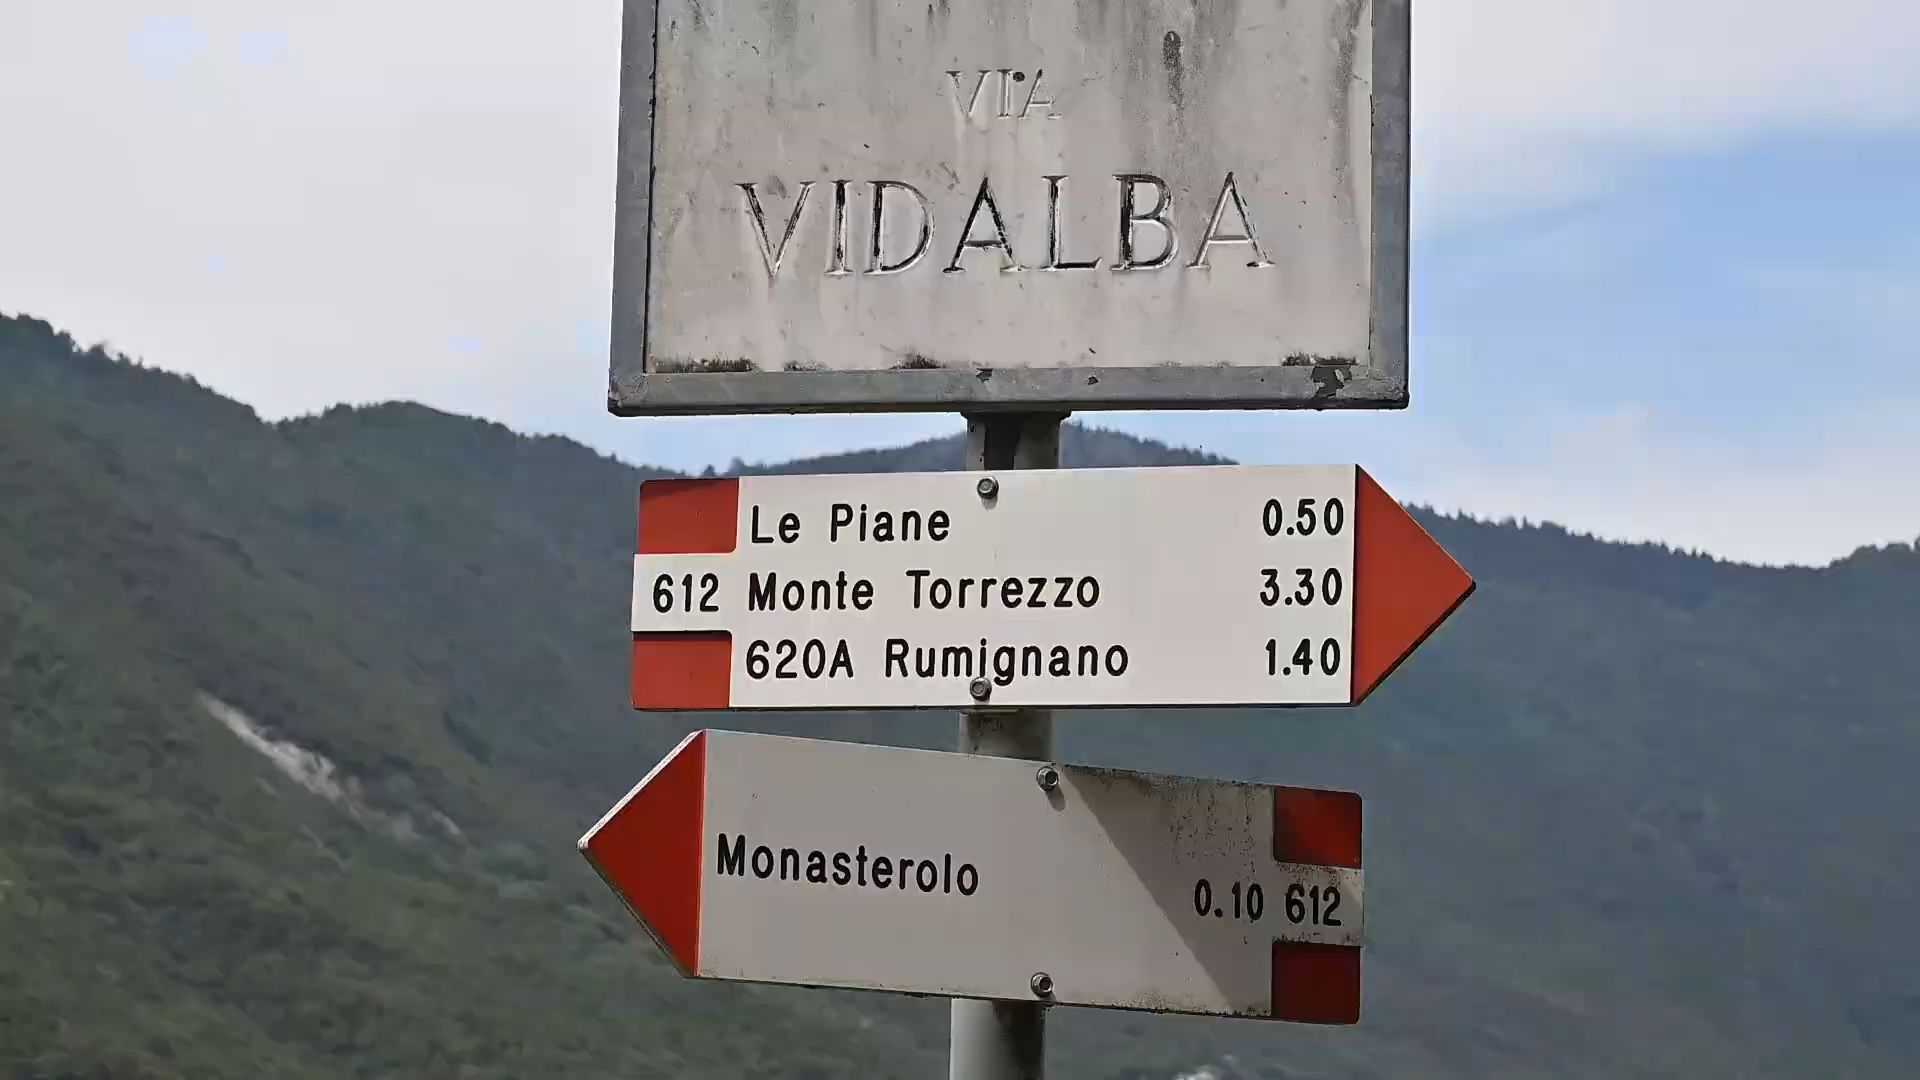 VIA
VIDALBA
Le Piane 0.50
612 Monte Torrezzo 3.30
620A Rumignano 1.40
Monasterolo 0.10 612